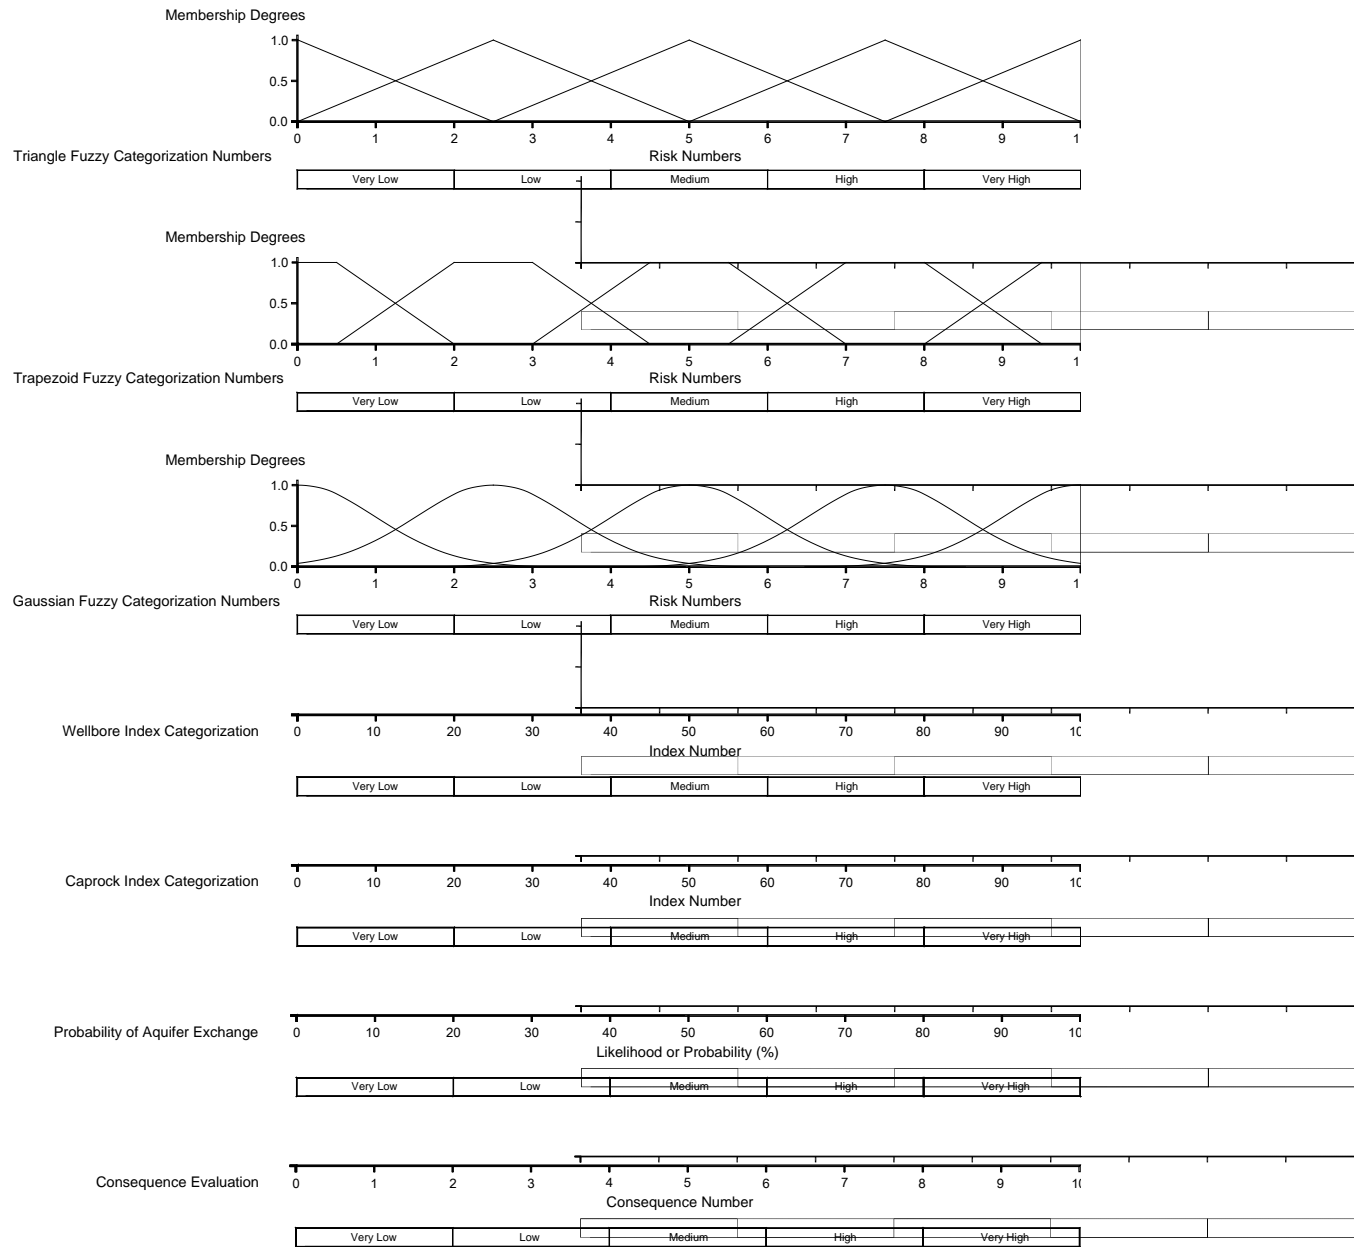 Membership Degrees
1.0
0.5
0.0
0 1 2 3 4 5 6 7 8 9 1
Triangle Fuzzy Categorization Numbers Risk Numbers
Very Low Low Medium High Very High
Membership Degrees
1.0
0.5
0.0
0 1 2 3 4 5 6 7 8 9 1
Trapezoid Fuzzy Categorization Numbers Risk Numbers
Very Low Low Medium High Very High
Membership Degrees
1.0
0.5
0.0
0 1 2 3 4 5 6 7 8 9 1
Gaussian Fuzzy Categorization Numbers Risk Numbers
Very Low Low Medium High Very High
Wellbore Index Categorization 0 10 20 30 40 50 60 70 80 90 10
Index Number
Very Low Low Medium High Very High
Caprock Index Categorization 0 10 20 30 40 50 60 70 80 90 10
Index Number
Very Low Low Medium High Very High
Probability of Aquifer Exchange 0 10 20 30 40 50 60 70 80 90 10
Likelihood or Probability (%)
Very Low Low Medium High Very High
Consequence Evaluation 0 1 2 3 4 5 6 7 8 9 10
Consequence Number
Very Low Low Medium High Very High